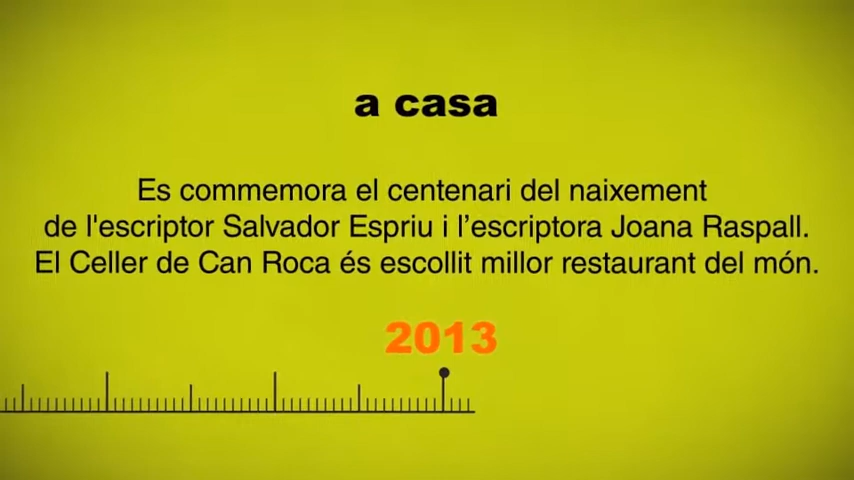 a casa
Es commemora el centenari del naixement
de l'escriptor Salvador Espriu i l’escriptora Joana Raspall.
El Celler de Can Roca és escollit millor restaurant del món.
2013